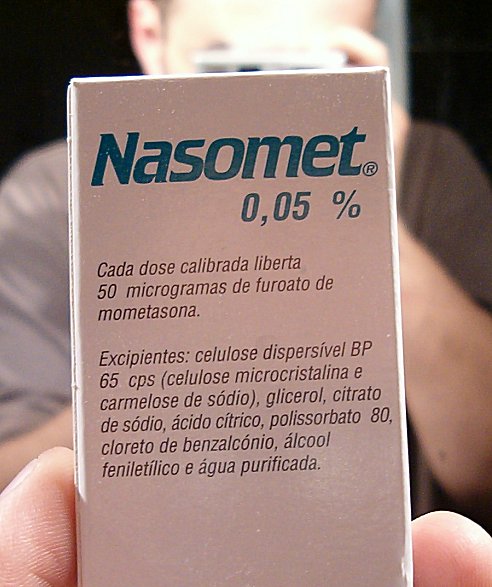 Nasomet®
0,05 %
Cada dose calibrada liberta
50 microgramas de furoato de
mometasona.
Excipientes: celulose dispersível BP
65 cps (celulose microcristalina e
carmelose de sódio), glicerol, citrato
de sódio, ácido cítrico, polissorbato 80,
cloreto de benzalcónio, álcool
feniletílico e água purificada.